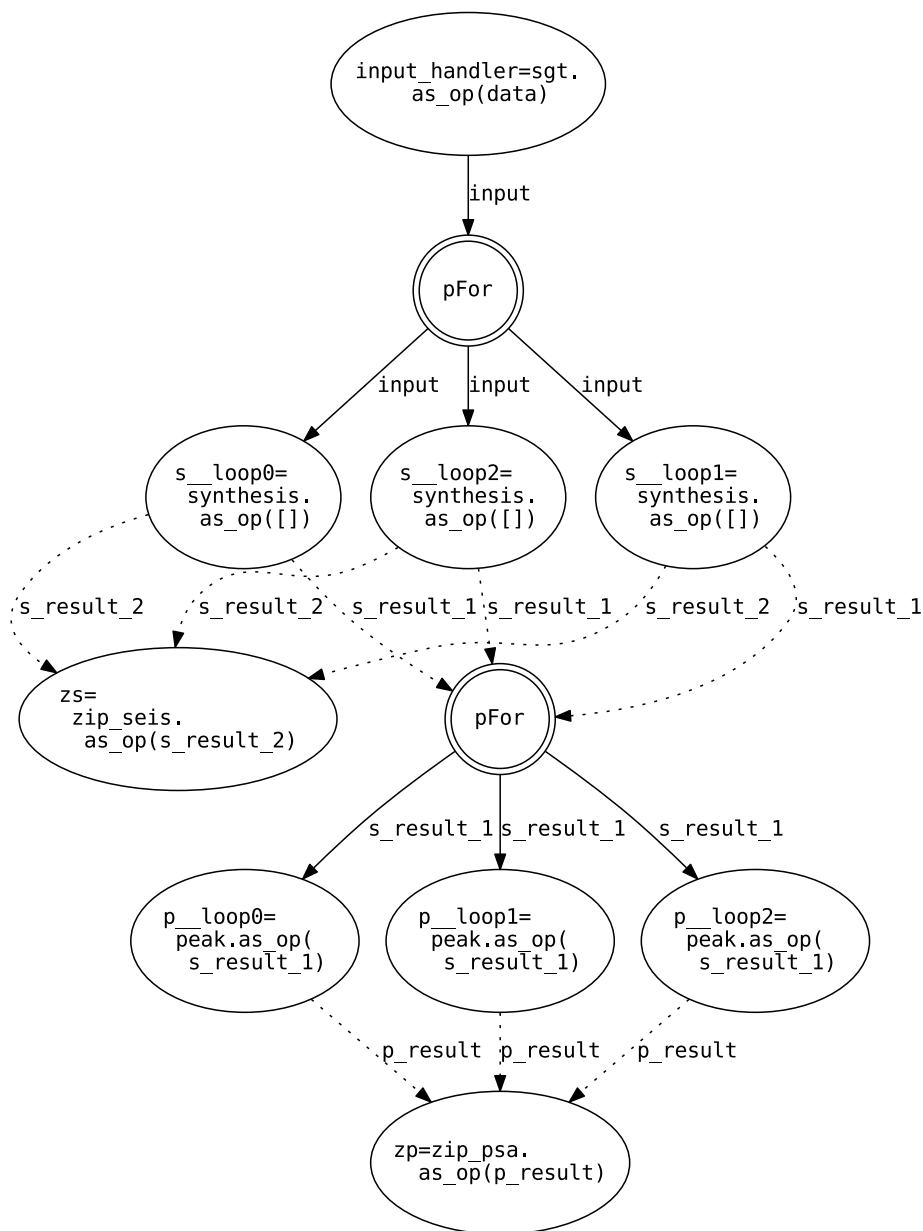 input_handler=sgt.
as_op(data)
input
pFor
input
input
input
s__loop0=
synthesis.
as_op([])
s__loop2=
synthesis.
as_op([])
s__loop1=
synthesis.
as_op([])
s_result_2
s_result_2
s_result_1
s_result_1
s_result_2
s_result_1
zs=
zip_seis.
as_op(s_result_2)
pFor
s_result_1
s_result_1
s_result_1
p__loop0=
peak.as_op(
s_result_1)
p__loop1=
peak.as_op(
s_result_1)
p__loop2=
peak.as_op(
s_result_1)
p_result
p_result
p_result
zp=zip_psa.
as_op(p_result)